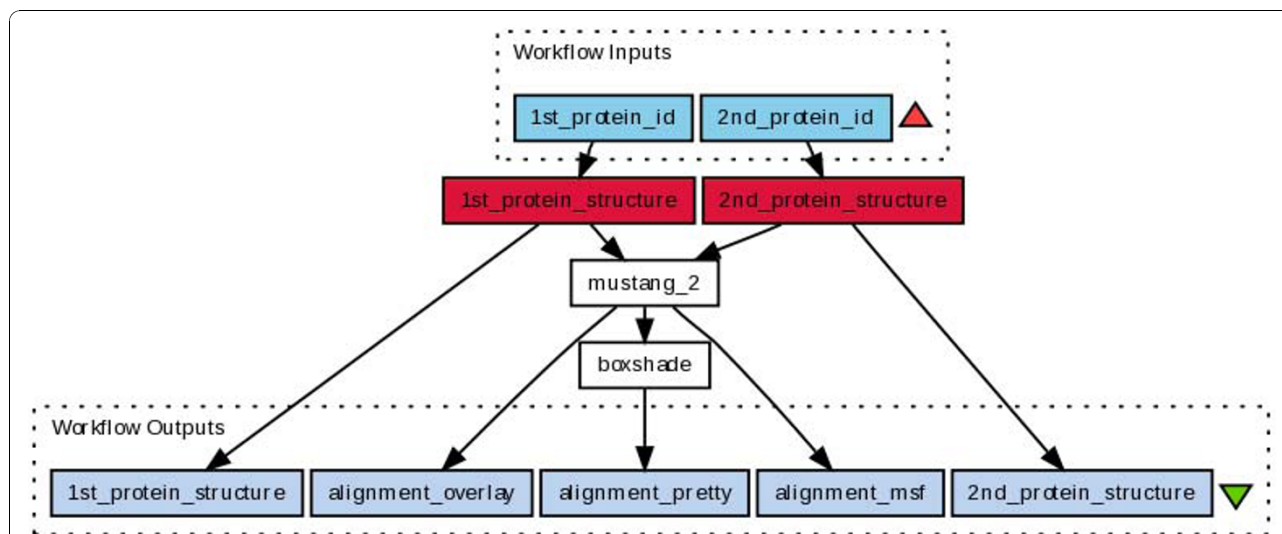 Workflow Inputs
1st_protein_id
2nd_protein_id
1st_protein_structure
2nd_protein_structure
mustang_2
boxshade
Workflow Outputs
1st_protein_structure
alignment_overlay
alignment_pretty
alignment_msf
2nd_protein_structure